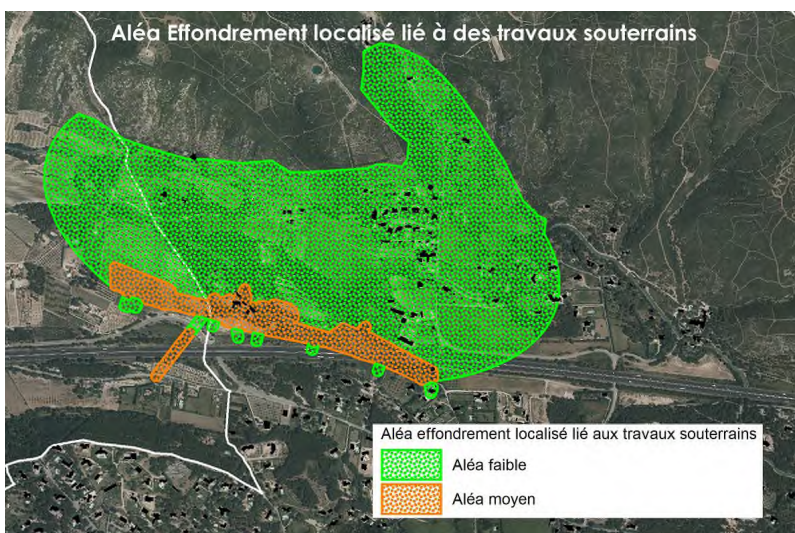 Aléa Effondrement localisé lié à des travaux souterrains
Aléa effondrement localisé lié aux travaux souterrains
Aléa faible
Aléa moyen